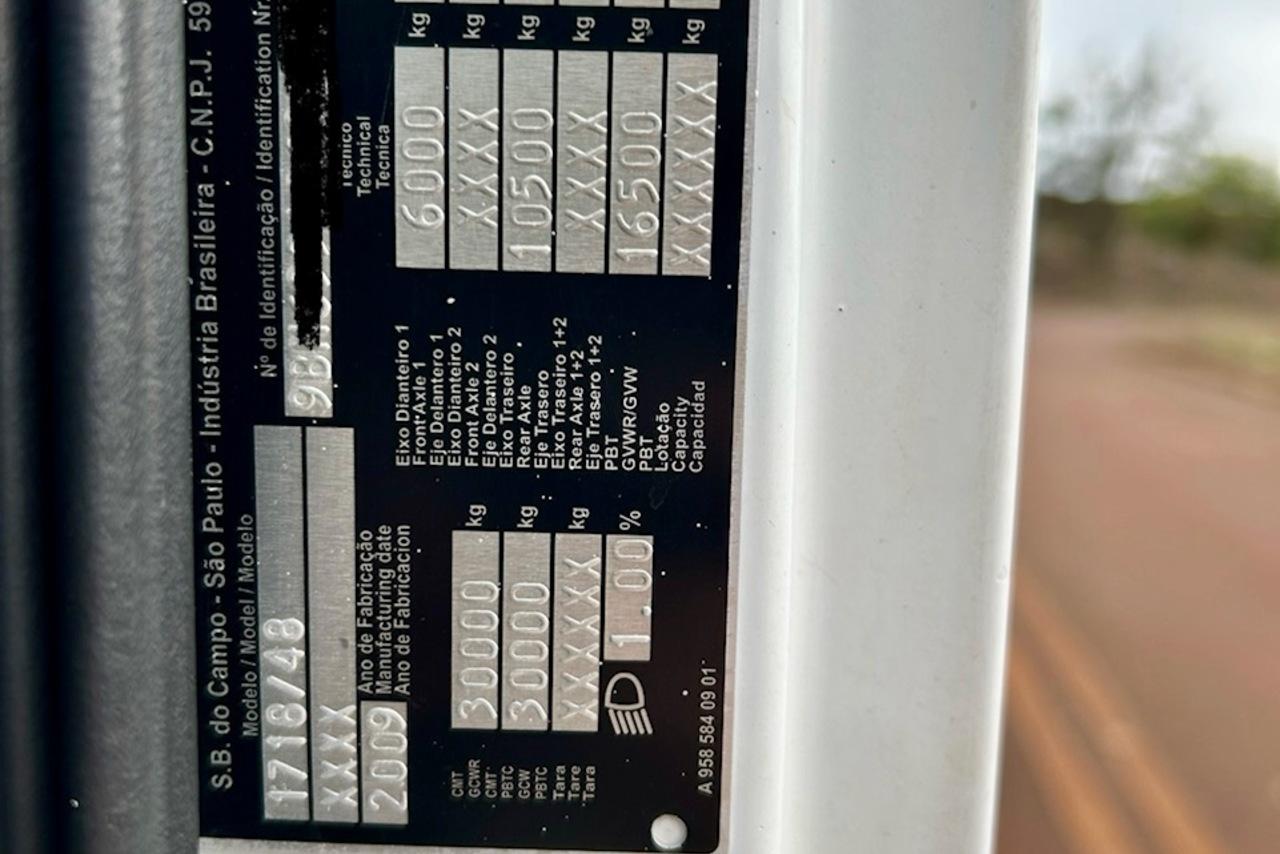 S.B. do Campo - São Paulo - Indústria Brasileira - C.N.P.J. 59
Modelo / Model / Modelo
1718/48
XXXX
Nº de Identificação / Identification Nr.
9B
2009
Ano de Fabricação
Manufacturing date
Ano de Fabricacion
Técnico
Technical
Tecnica
CMT
GCWR
CMT
30000 kg
PBTC
GCW
PBTC
30000 kg
Tara
Tare
Tara
XXXXXX kg
1.00 %
Eixo Dianteiro 1
Front Axle 1
Eje Delantero 1
6000 kg
Eixo Dianteiro 2
Front Axle 2
Eje Delantero 2
XXXX kg
Eixo Traseiro
Rear Axle
Eje Trasero
10500 kg
Eixo Traseiro 1+2
Rear Axle 1+2
Eje Trasero 1+2
XXXX kg
PBT
GVWR/GVW
PBT
16500 kg
Lotação
Capacity
Capacidad
XXXXXX kg
A 958 584 09 01